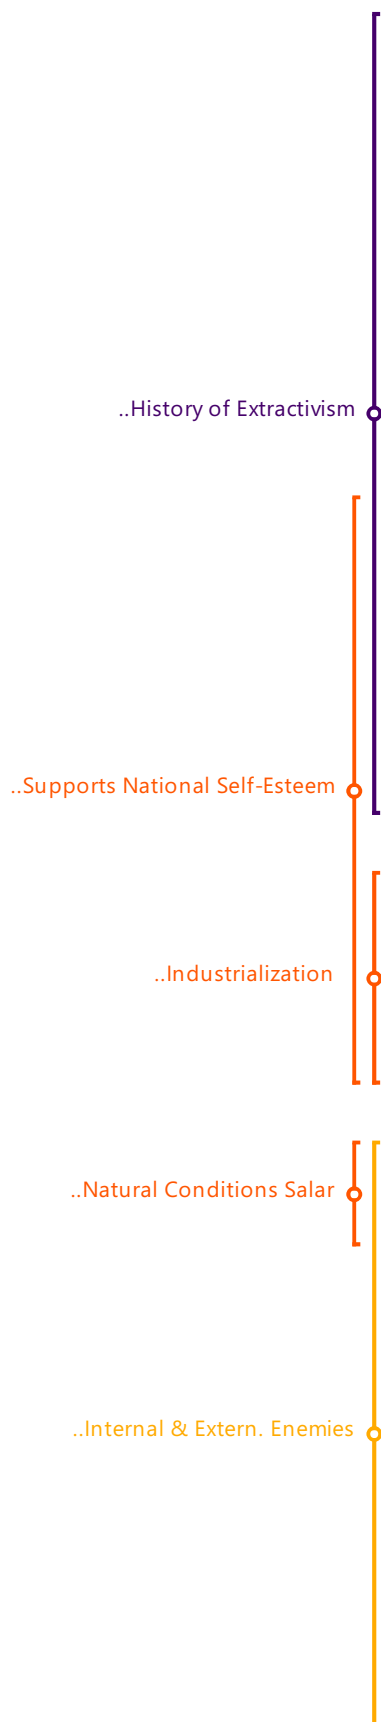 ..History of Extractivism
..Supports National Self-Esteem
..Industrialization
..Natural Conditions Salar
..Internal & Extern. Enemies